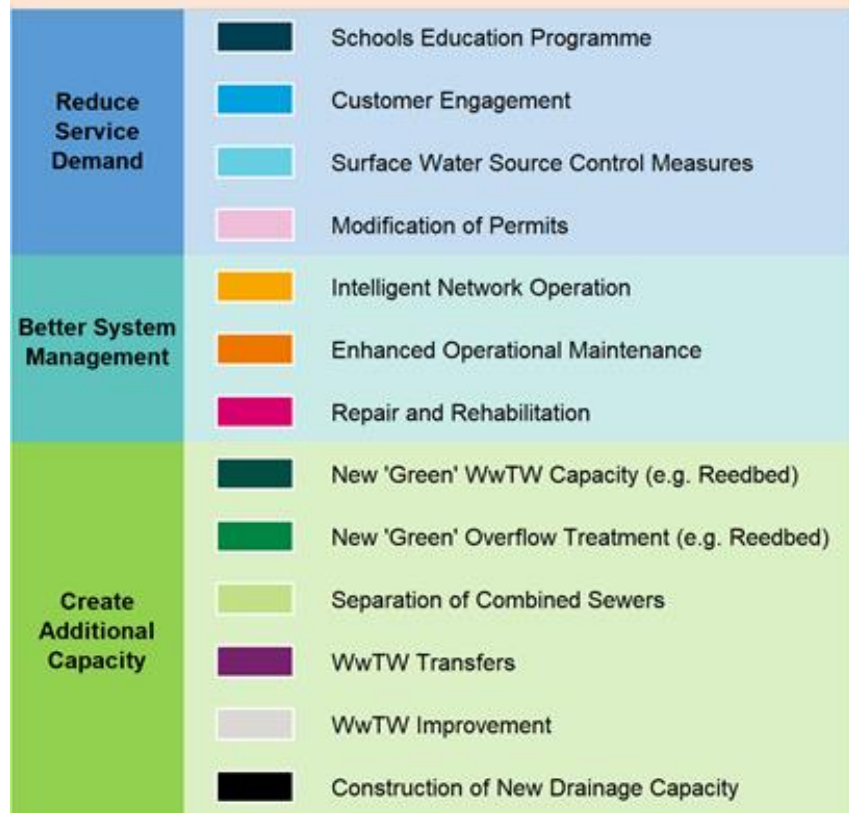 Reduce
Service
Demand
Schools Education Programme
Customer Engagement
Surface Water Source Control Measures
Modification of Permits
Better System
Management
Intelligent Network Operation
Enhanced Operational Maintenance
Repair and Rehabilitation
Create
Additional
Capacity
New 'Green' WwTW Capacity (e.g. Reedbed)
New 'Green' Overflow Treatment (e.g. Reedbed)
Separation of Combined Sewers
WwTW Transfers
WwTW Improvement
Construction of New Drainage Capacity